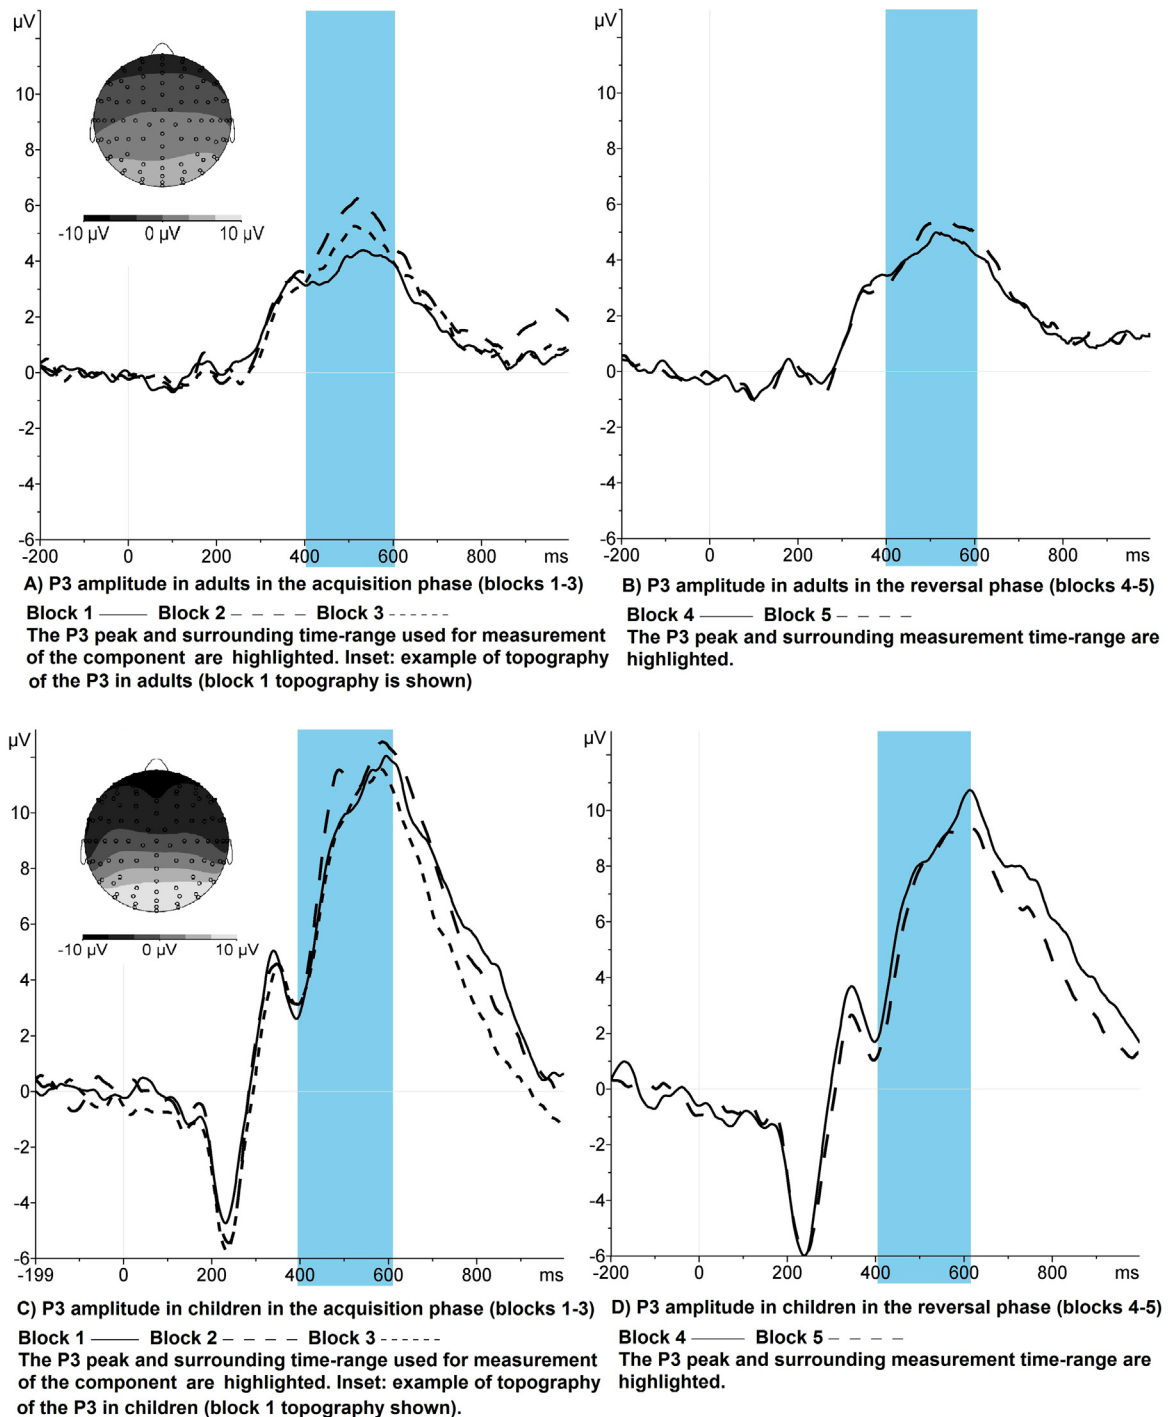 µV
10
8
6
4
2
0
-2
-4
-6
-10 µV 0 µV 10 µV
-200 0 200 400 600 800 ms
A) P3 amplitude in adults in the acquisition phase (blocks 1-3)
Block 1 Block 2 Block 3
The P3 peak and surrounding time-range used for measurement
of the component are highlighted. Inset: example of topography
of the P3 in adults (block 1 topography is shown)
µV
10
8
6
4
2
0
-2
-4
-6
-200 0 200 400 600 800 ms
B) P3 amplitude in adults in the reversal phase (blocks 4-5)
Block 4 Block 5
The P3 peak and surrounding measurement time-range are
highlighted.
µV
10
8
6
4
2
0
-2
-4
-6
-10 µV 0 µV 10 µV
-199 0 200 400 600 800 ms
C) P3 amplitude in children in the acquisition phase (blocks 1-3)
Block 1 Block 2 Block 3
The P3 peak and surrounding time-range used for measurement
of the component are highlighted. Inset: example of topography
of the P3 in children (block 1 topography shown).
µV
10
8
6
4
2
0
-2
-4
-6
-200 0 200 400 600 800 ms
D) P3 amplitude in children in the reversal phase (blocks 4-5)
Block 4 Block 5
The P3 peak and surrounding measurement time-range are
highlighted.